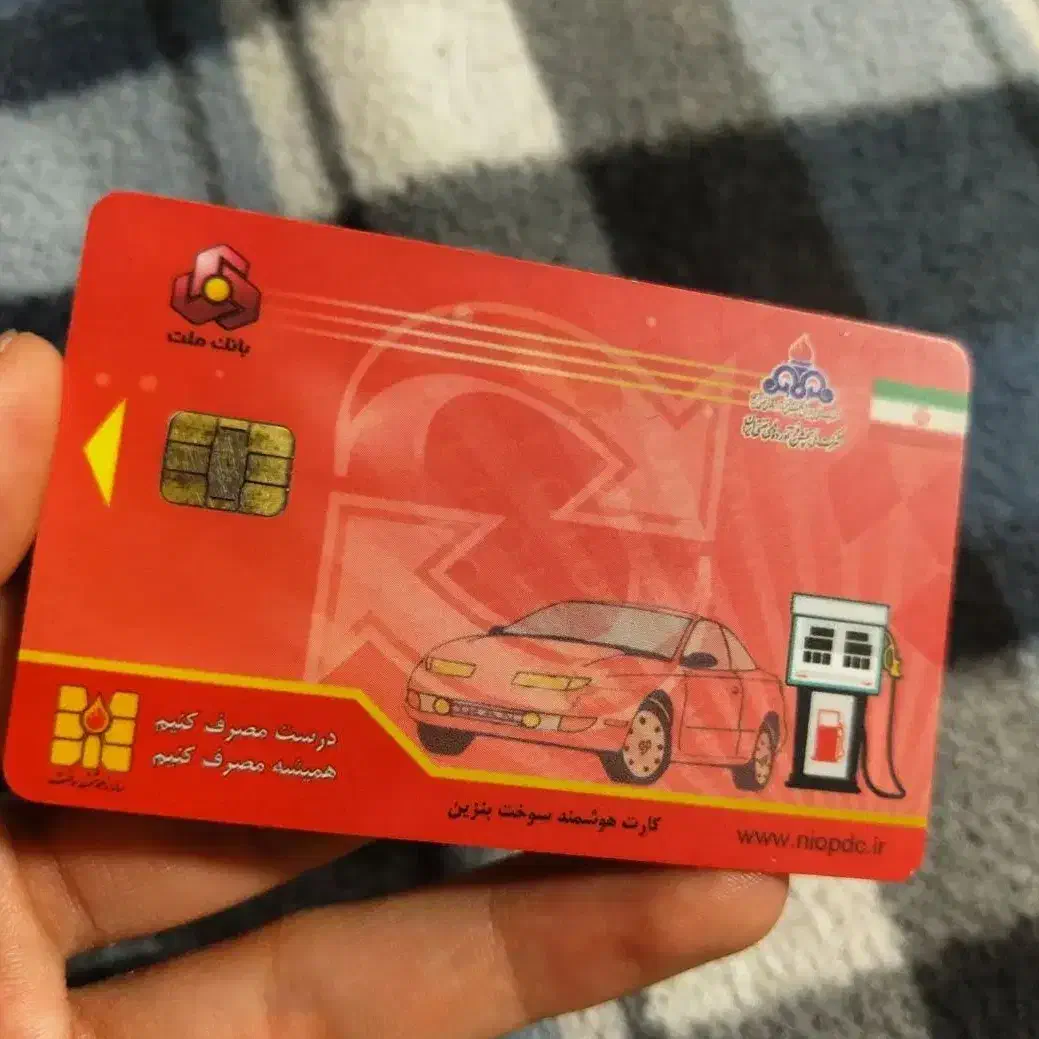 بانک ملت
درست مصرف کنیم
همیشه مصرف کنیم
کارت هوشمند سوخت بنزین
www.niopdc.ir